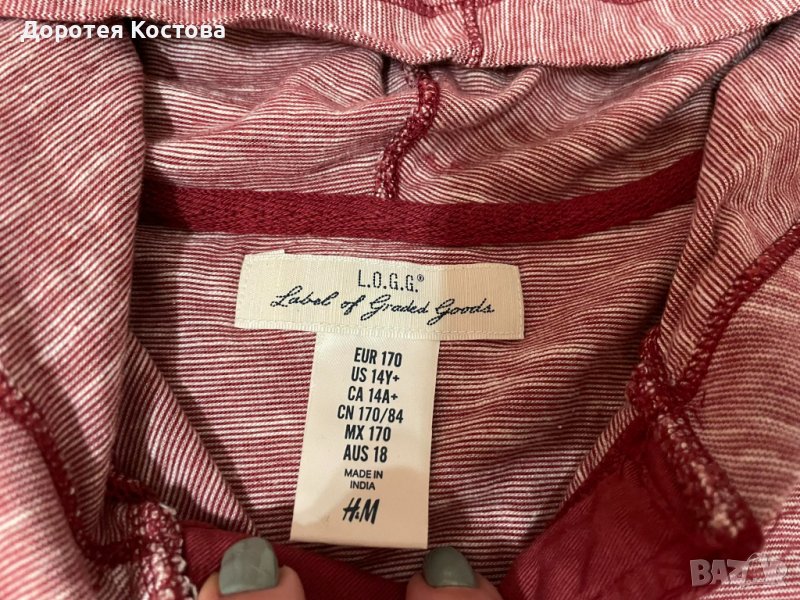 Доротея Костова
L.O.G.G.®
Label of Graded Goods
EUR 170
US 14Y+
CA 14A+
CN 170/84
MX 170
AUS 18
MADE IN
INDIA
H&M